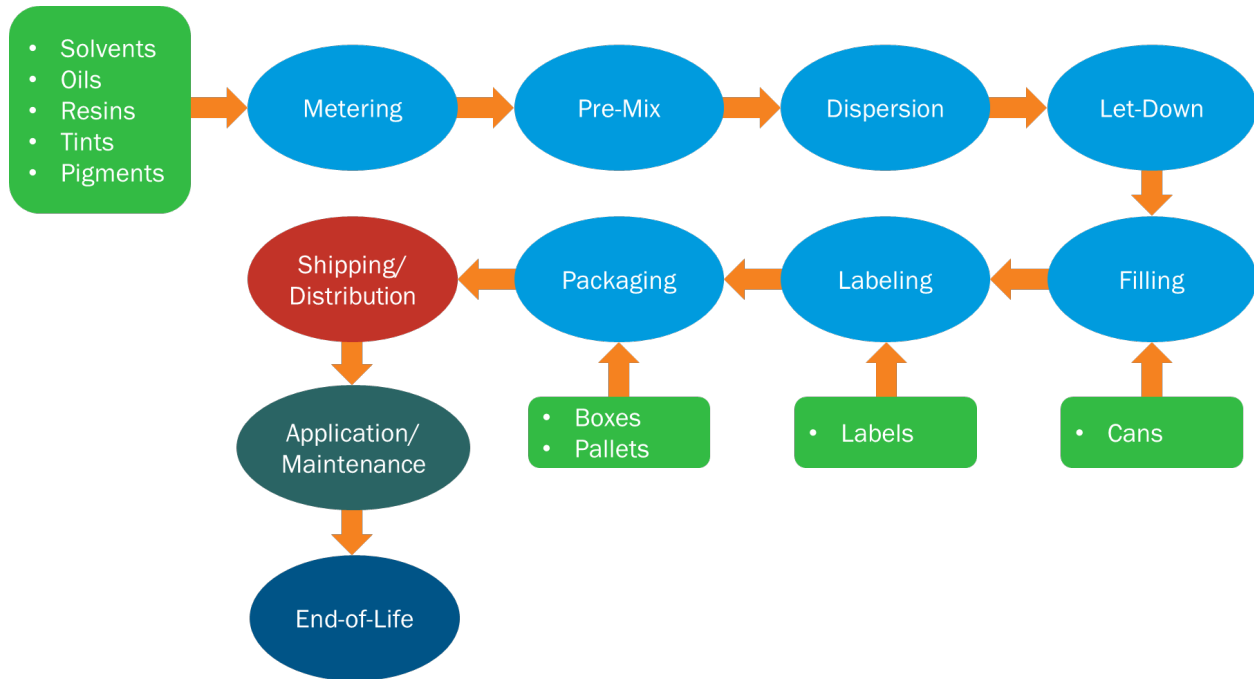 • Solvents
• Oils
• Resins
• Tints
• Pigments
Metering
Pre-Mix
Dispersion
Let-Down
Shipping/
Distribution
Packaging
Labeling
Filling
Application/
Maintenance
• Boxes
• Pallets
• Labels
• Cans
End-of-Life